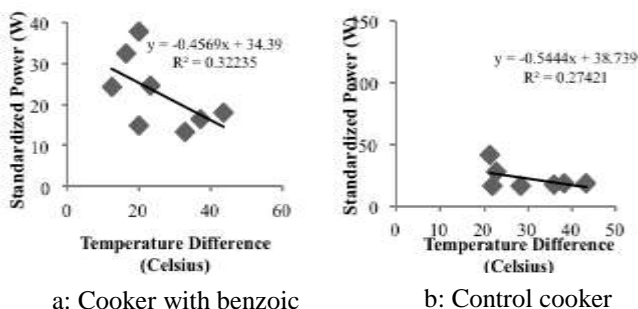 Standardized Power (W)
40
30
20
10
0
y = -0.4569x + 34.39
R² = 0.32235
0 20 40 60
Temperature Difference
(Celsius)
a: Cooker with benzoic
Standardized Power (W)
150
100
50
0
y = -0.5444x + 38.739
R² = 0.27421
0 10 20 30 40 50
Temperature Difference
(Celsius)
b: Control cooker